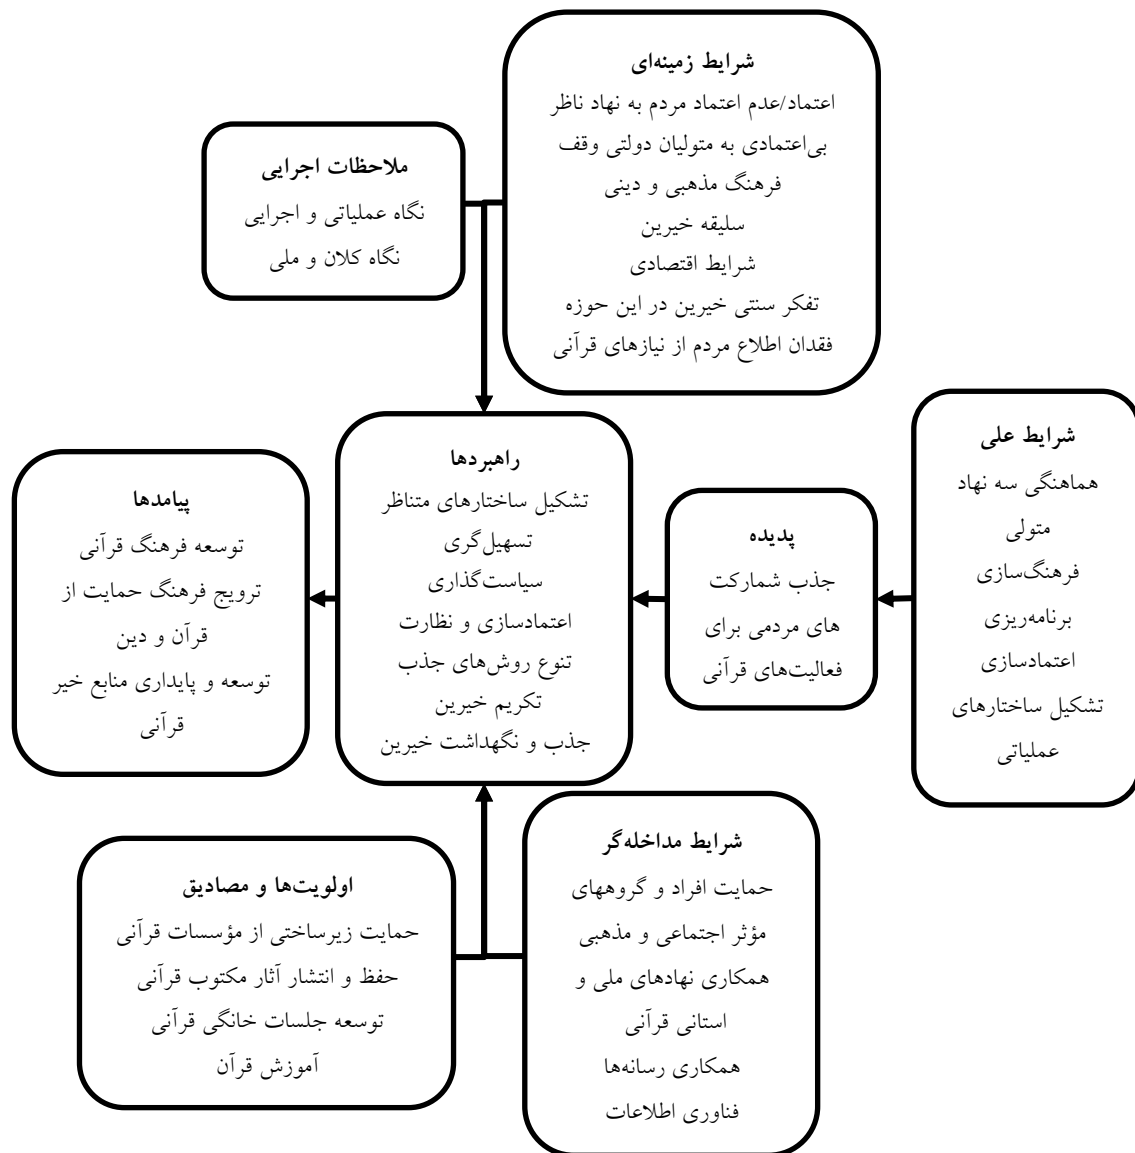 شرایط زمینه‌ای
اعتماد/عدم اعتماد مردم به نهاد ناظر
بی‌اعتمادی به متولیان دولتی وقف
فرهنگ مذهبی و دینی
سلیقه خیرین
شرایط اقتصادی
تفکر سنتی خیرین در این حوزه
فقدان اطلاع مردم از نیازهای قرآنی
ملاحظات اجرایی
نگاه عملیاتی و اجرایی
نگاه کلان و ملی
شرایط علی
هماهنگی سه نهاد
متولی
فرهنگ‌سازی
برنامه‌ریزی
اعتمادسازی
تشکیل ساختارهای
عملیاتی
پدیده
جذب شمارکت
های مردمی برای
فعالیت‌های قرآنی
راهبردها
تشکیل ساختارهای متناظر
تسهیل‌گری
سیاست‌گذاری
اعتمادسازی و نظارت
تنوع روش‌های جذب
تکریم خیرین
جذب و نگهداشت خیرین
پیامدها
توسعه فرهنگ قرآنی
ترویج فرهنگ حمایت از
قرآن و دین
توسعه و پایداری منابع خیر
قرآنی
شرایط مداخله‌گر
حمایت افراد و گروههای
مؤثر اجتماعی و مذهبی
همکاری نهادهای ملی و
استانی قرآنی
همکاری رسانه‌ها
فناوری اطلاعات
اولویت‌ها و مصادیق
حمایت زیرساختی از مؤسسات قرآنی
حفظ و انتشار آثار مکتوب قرآنی
توسعه جلسات خانگی قرآنی
آموزش قرآن